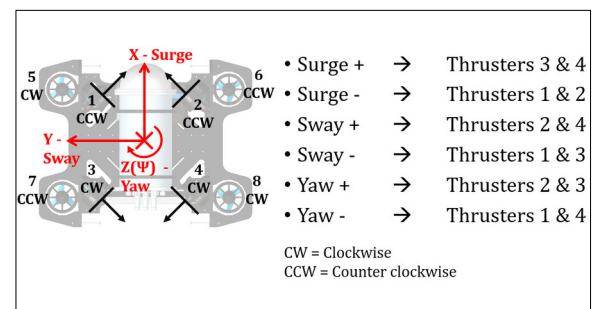 X - Surge
5
CW
6
CW
1
CCW
2
CCW
Y -
Sway
Z(Ψ) -
Yaw
3
CW
4
CW
7
CCW
8
CW
• Surge + → Thrusters 3 & 4
• Surge - → Thrusters 1 & 2
• Sway + → Thrusters 2 & 4
• Sway - → Thrusters 1 & 3
• Yaw + → Thrusters 2 & 3
• Yaw - → Thrusters 1 & 4
CW = Clockwise
CCW = Counter clockwise